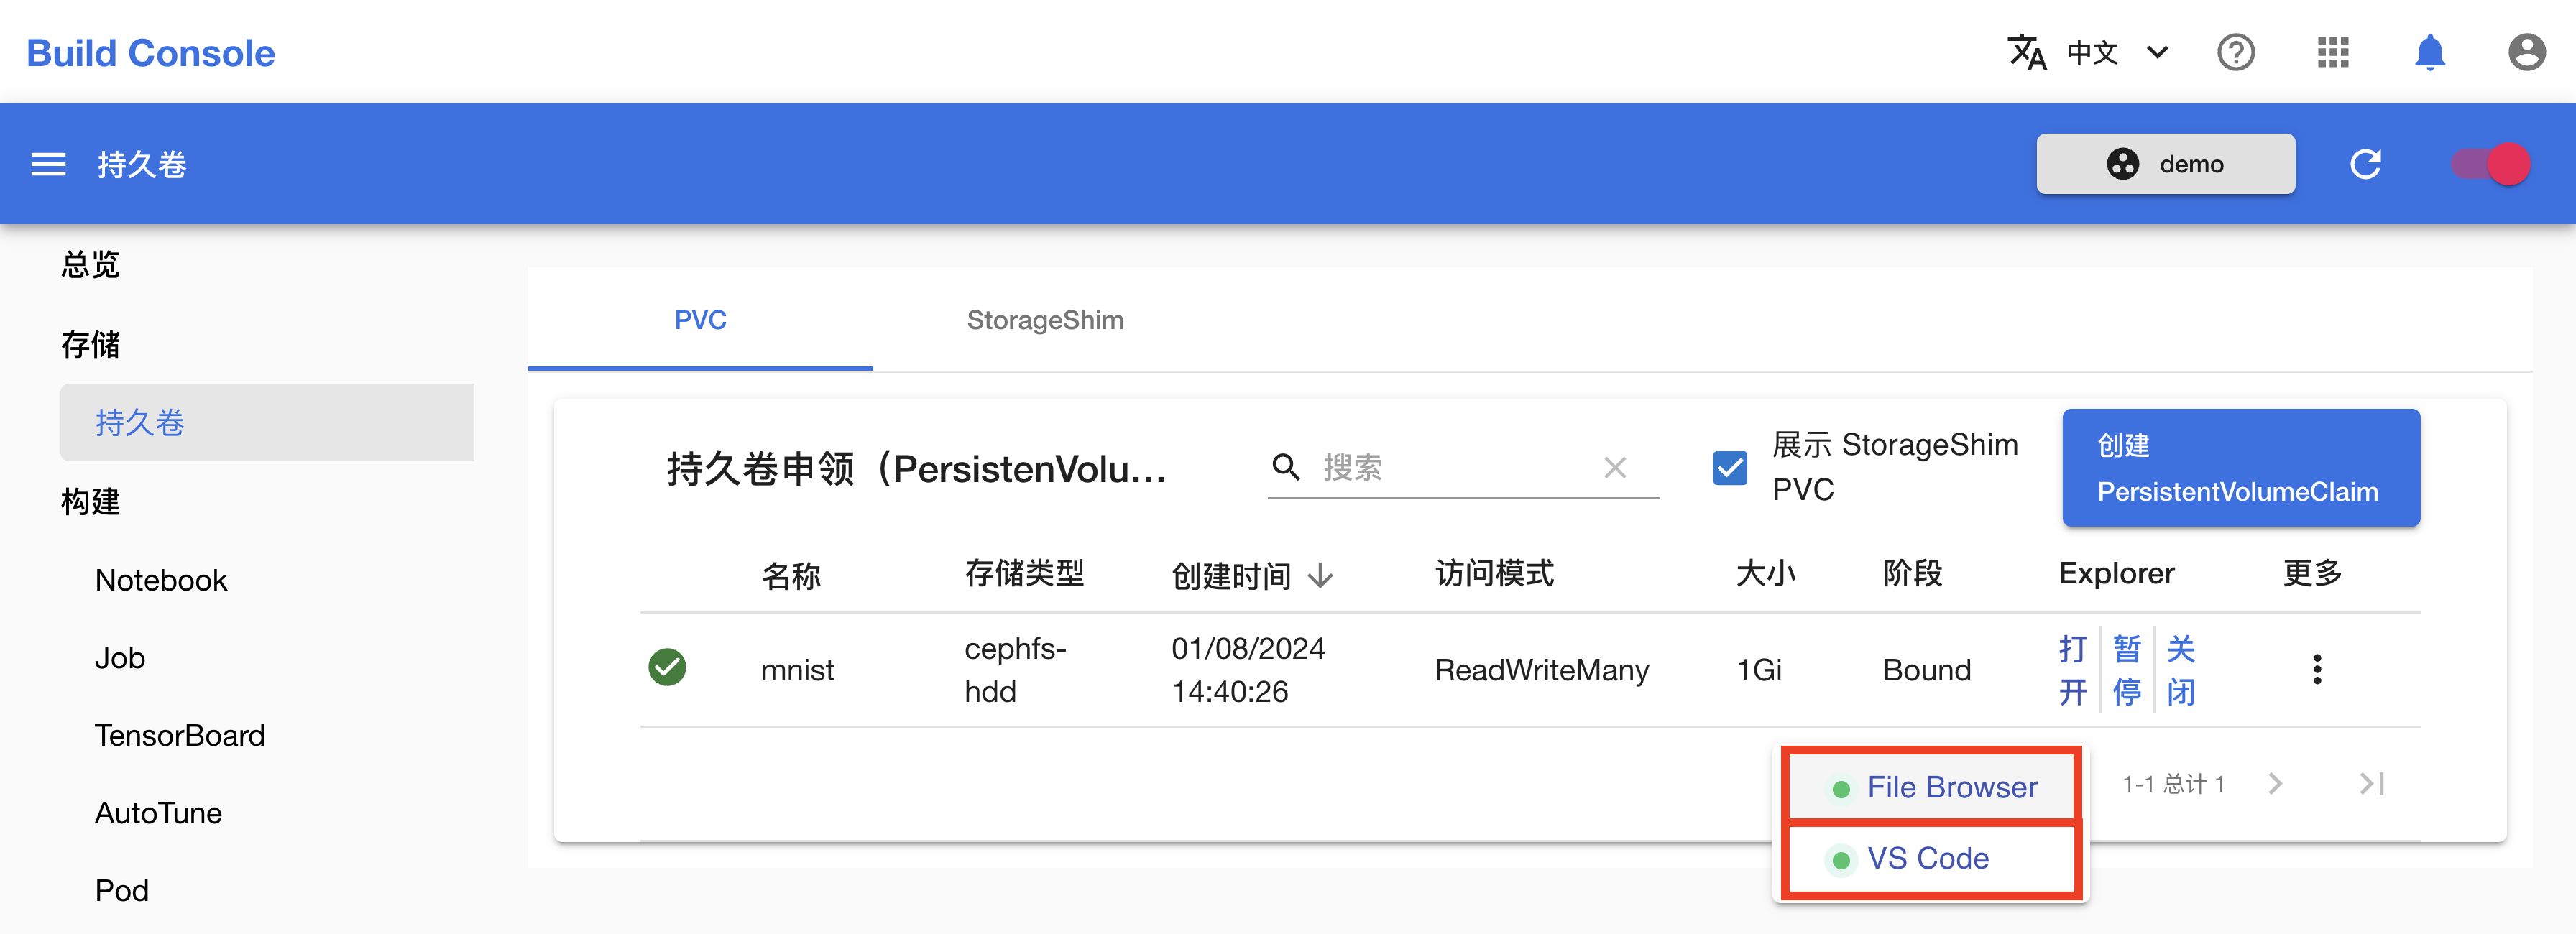 Build Console
中文
持久卷
demo
总览
存储
持久卷
构建
Notebook
Job
TensorBoard
AutoTune
Pod
PVC
StorageShim
持久卷申领（PersistenVolu...
搜索
展示 StorageShim
PVC
创建
PersistentVolumeClaim
名称 存储类型 创建时间 访问模式 大小 阶段 Explorer 更多
mnist
cephfs-
hdd
01/08/2024
14:40:26
ReadWriteMany
1Gi
Bound
打
开
暂
停
关
闭
File Browser
VS Code
1-1 总计 1